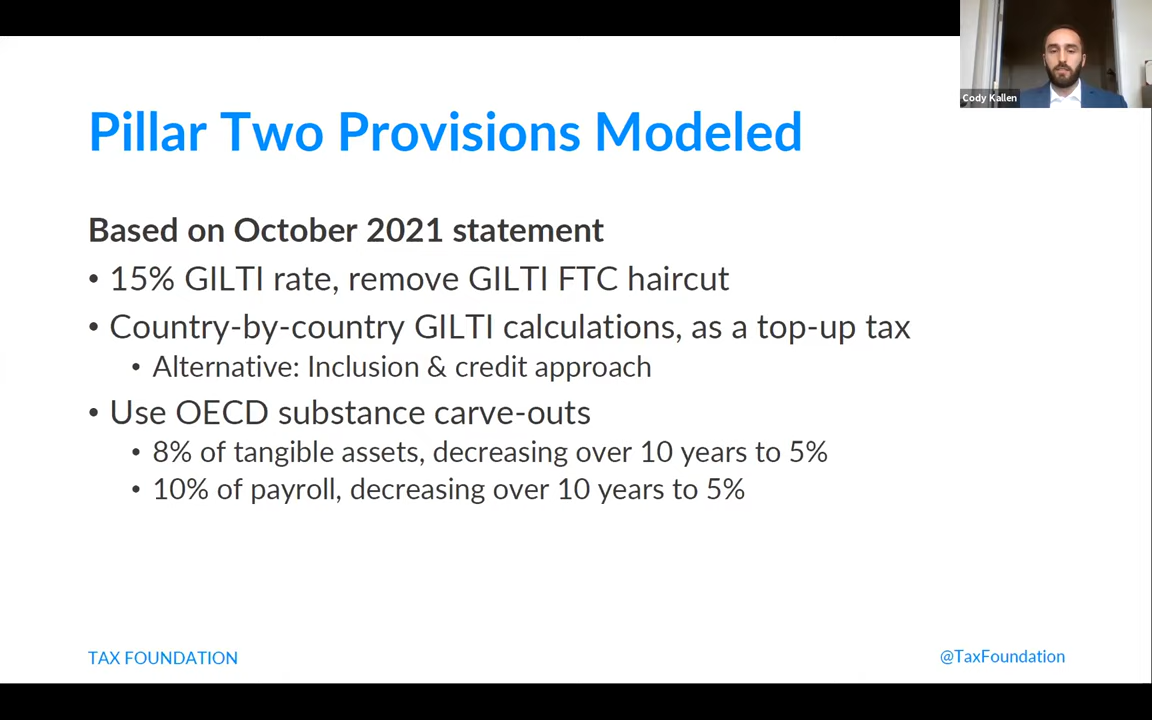 Cody Kallen
Pillar Two Provisions Modeled
Based on October 2021 statement
• 15% GILTI rate, remove GILTI FTC haircut
• Country-by-country GILTI calculations, as a top-up tax
• Alternative: Inclusion & credit approach
• Use OECD substance carve-outs
• 8% of tangible assets, decreasing over 10 years to 5%
• 10% of payroll, decreasing over 10 years to 5%
TAX FOUNDATION
@TaxFoundation